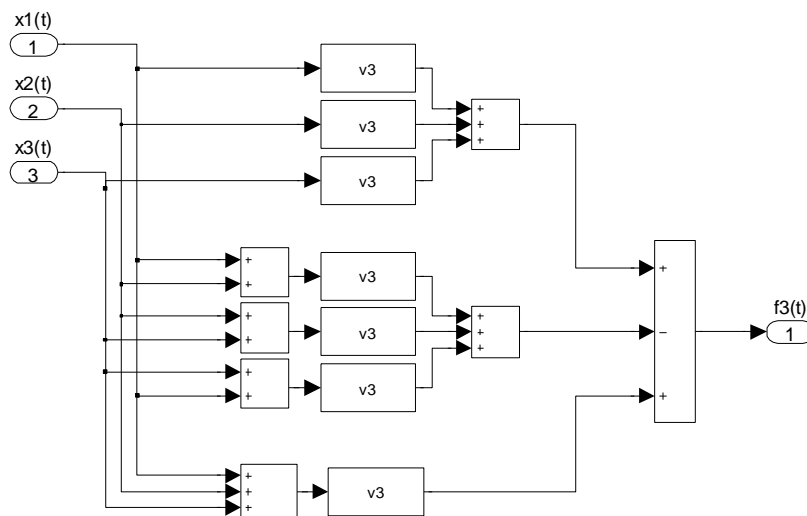 x1(t)
1
x2(t)
2
x3(t)
3
v3
v3
v3
+
+
+
+
+
v3
+
+
v3
+
+
v3
+
+
+
+
−
+
f3(t)
1
+
+
+
v3